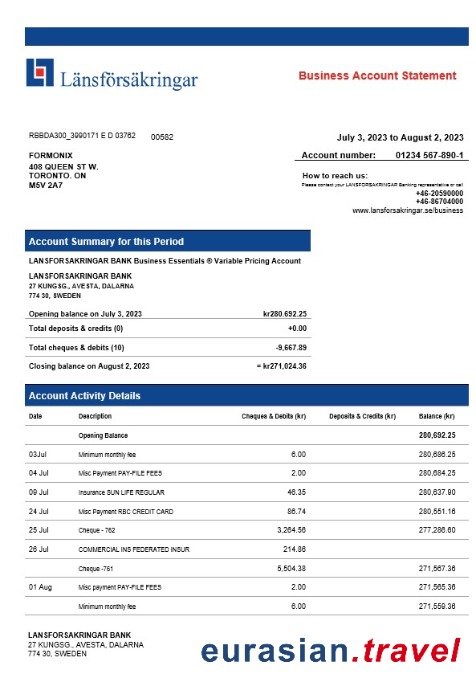 Länsförsäkringar
Business Account Statement
RBBDA300_3990171 E D 03762 00582
July 3, 2023 to August 2, 2023
FORMONIX
408 QUEEN ST W.
TORONTO. ON
M5V 2A7
Account number: 01234 567-890-1
How to reach us:
Please contact your LANSFORSAKRINGAR Banking representative or call
+46-20590000
+46-86704000
www.lansforsakringar.se/business
Account Summary for this Period
LANSFORSAKRINGAR BANK Business Essentials ® Variable Pricing Account
LANSFORSAKRINGAR BANK
27 KUNGSG., AVESTA, DALARNA
774 30, SWEDEN
Opening balance on July 3, 2023 kr280.692.25
Total deposits & credits (0) +0.00
Total cheques & debits (10) -9,667.89
Closing balance on August 2, 2023 = kr271,024.36
Account Activity Details
Date Description Cheques & Debits (kr) Deposits & Credits (kr) Balance (kr)
Opening Balance 280,692.25
03Jul Minimum monthly fee 6.00 280,686.25
04 Jul Misc Payment PAY-FILE FEES 2.00 280,684.25
09 Jul Insurance SUN LIFE REGULAR 46.35 280,637.90
24 Jul Misc Payment RBC CREDIT CARD 86.74 280,551.16
25 Jul Cheque - 762 3,264.56 277,286.60
26 Jul COMMERCIAL INS FEDERATED INSUR 214.86
Cheque -761 5,504.38 271,567.36
01 Aug Misc payment PAY-FILE FEES 2.00 271,565.36
Minimum monthly fee 6.00 271,559.36
LANSFORSAKRINGAR BANK
27 KUNGSG., AVESTA, DALARNA
774 30, SWEDEN
eurasian.travel